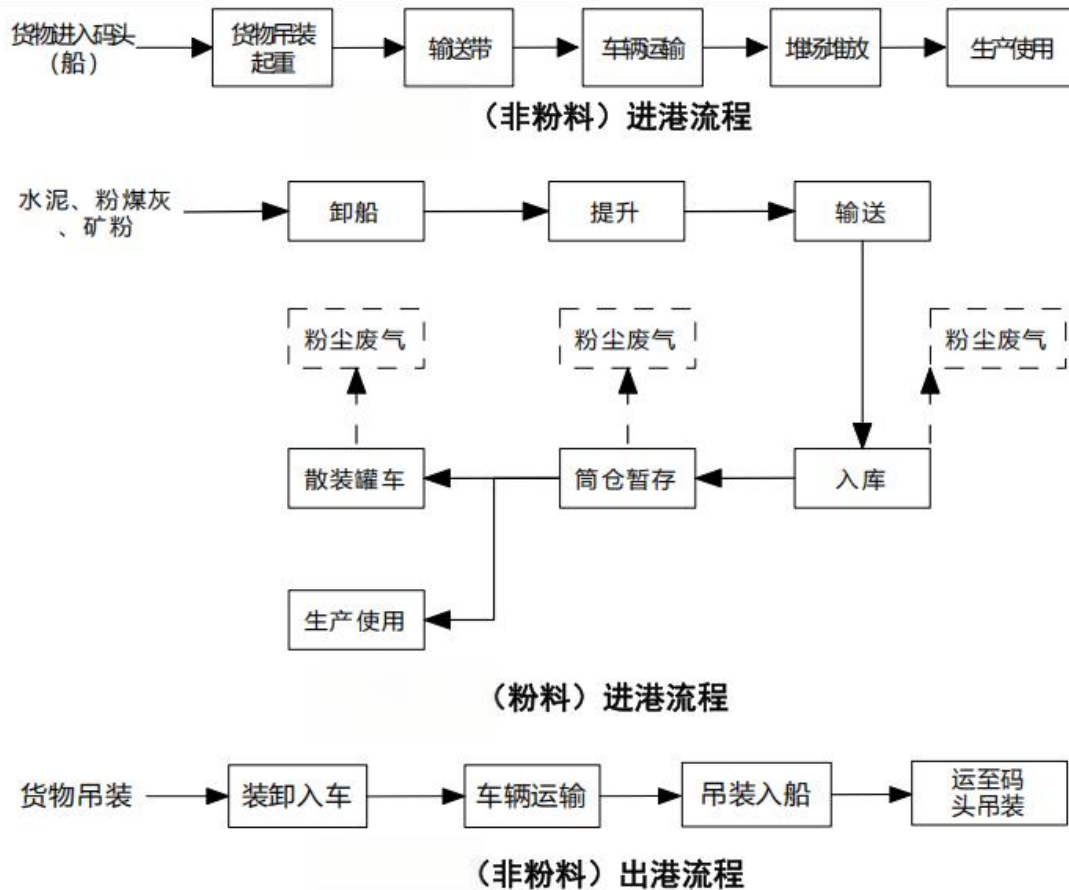 货物进入码头
（船）
货物吊装
起重
输送带
车辆运输
堆场堆放
生产使用
（非粉料）进港流程
水泥、粉煤灰
、矿粉
卸船
提升
输送
粉尘废气
粉尘废气
粉尘废气
散装罐车
筒仓暂存
入库
生产使用
（粉料）进港流程
货物吊装
装卸入车
车辆运输
吊装入船
运至码
头吊装
（非粉料）出港流程